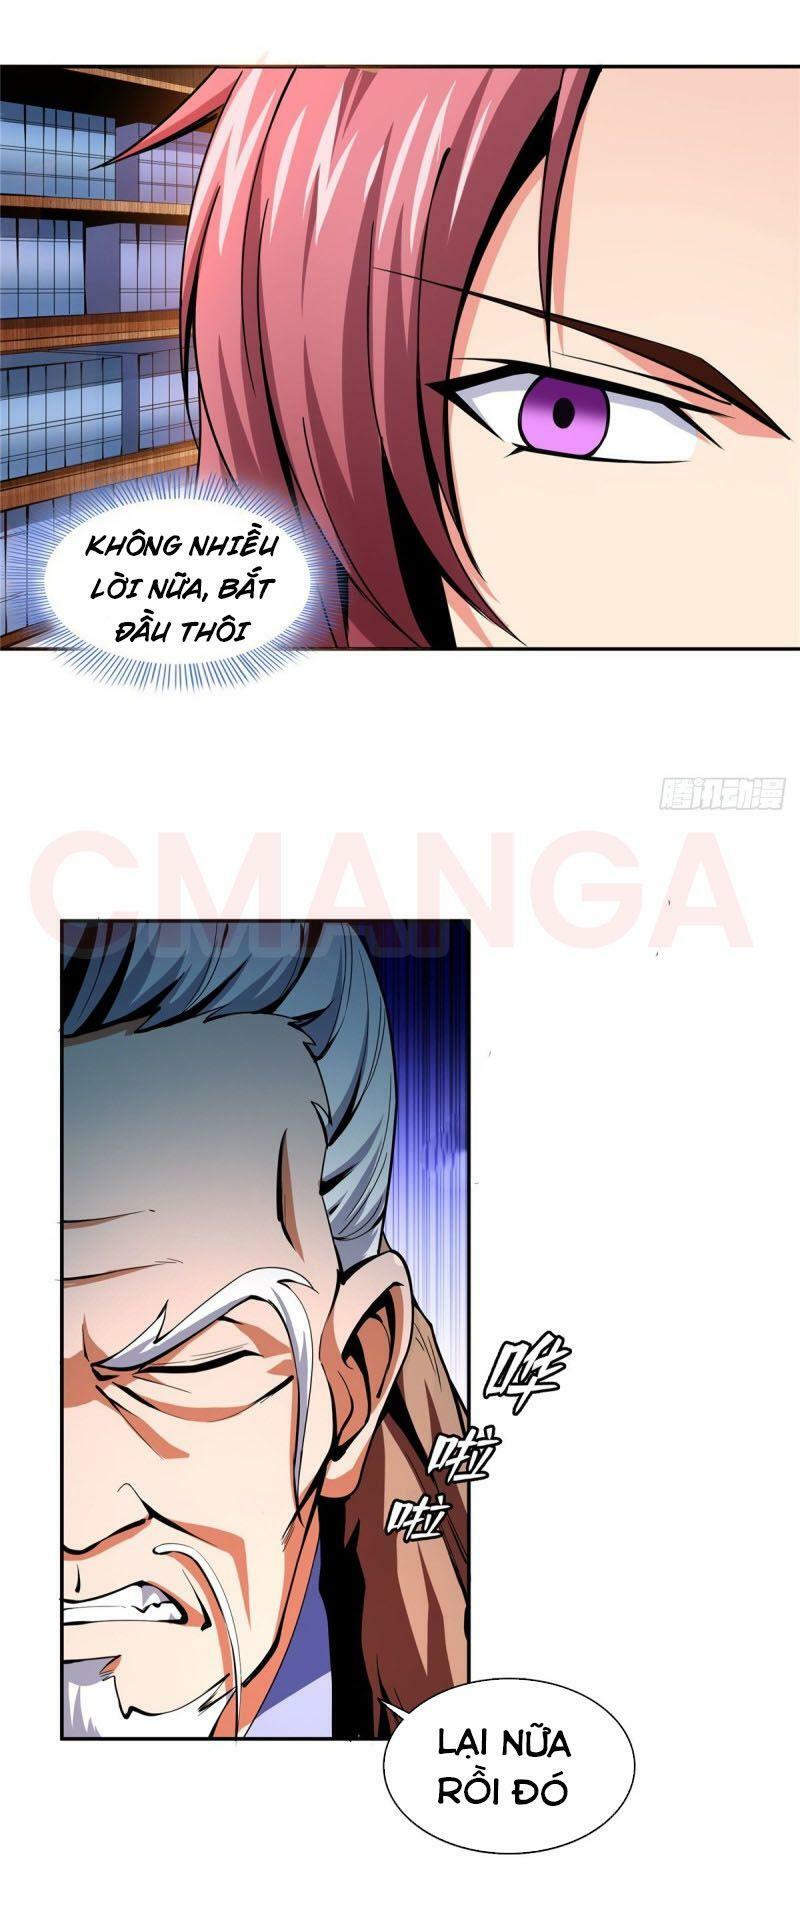 KHÔNG NHIỀU
LỜI NỮA, BẮT
ĐẦU THÔI
腾讯动漫
CMANGA
哗
啦
啦
LẠI NỮA
RỒI ĐÓ